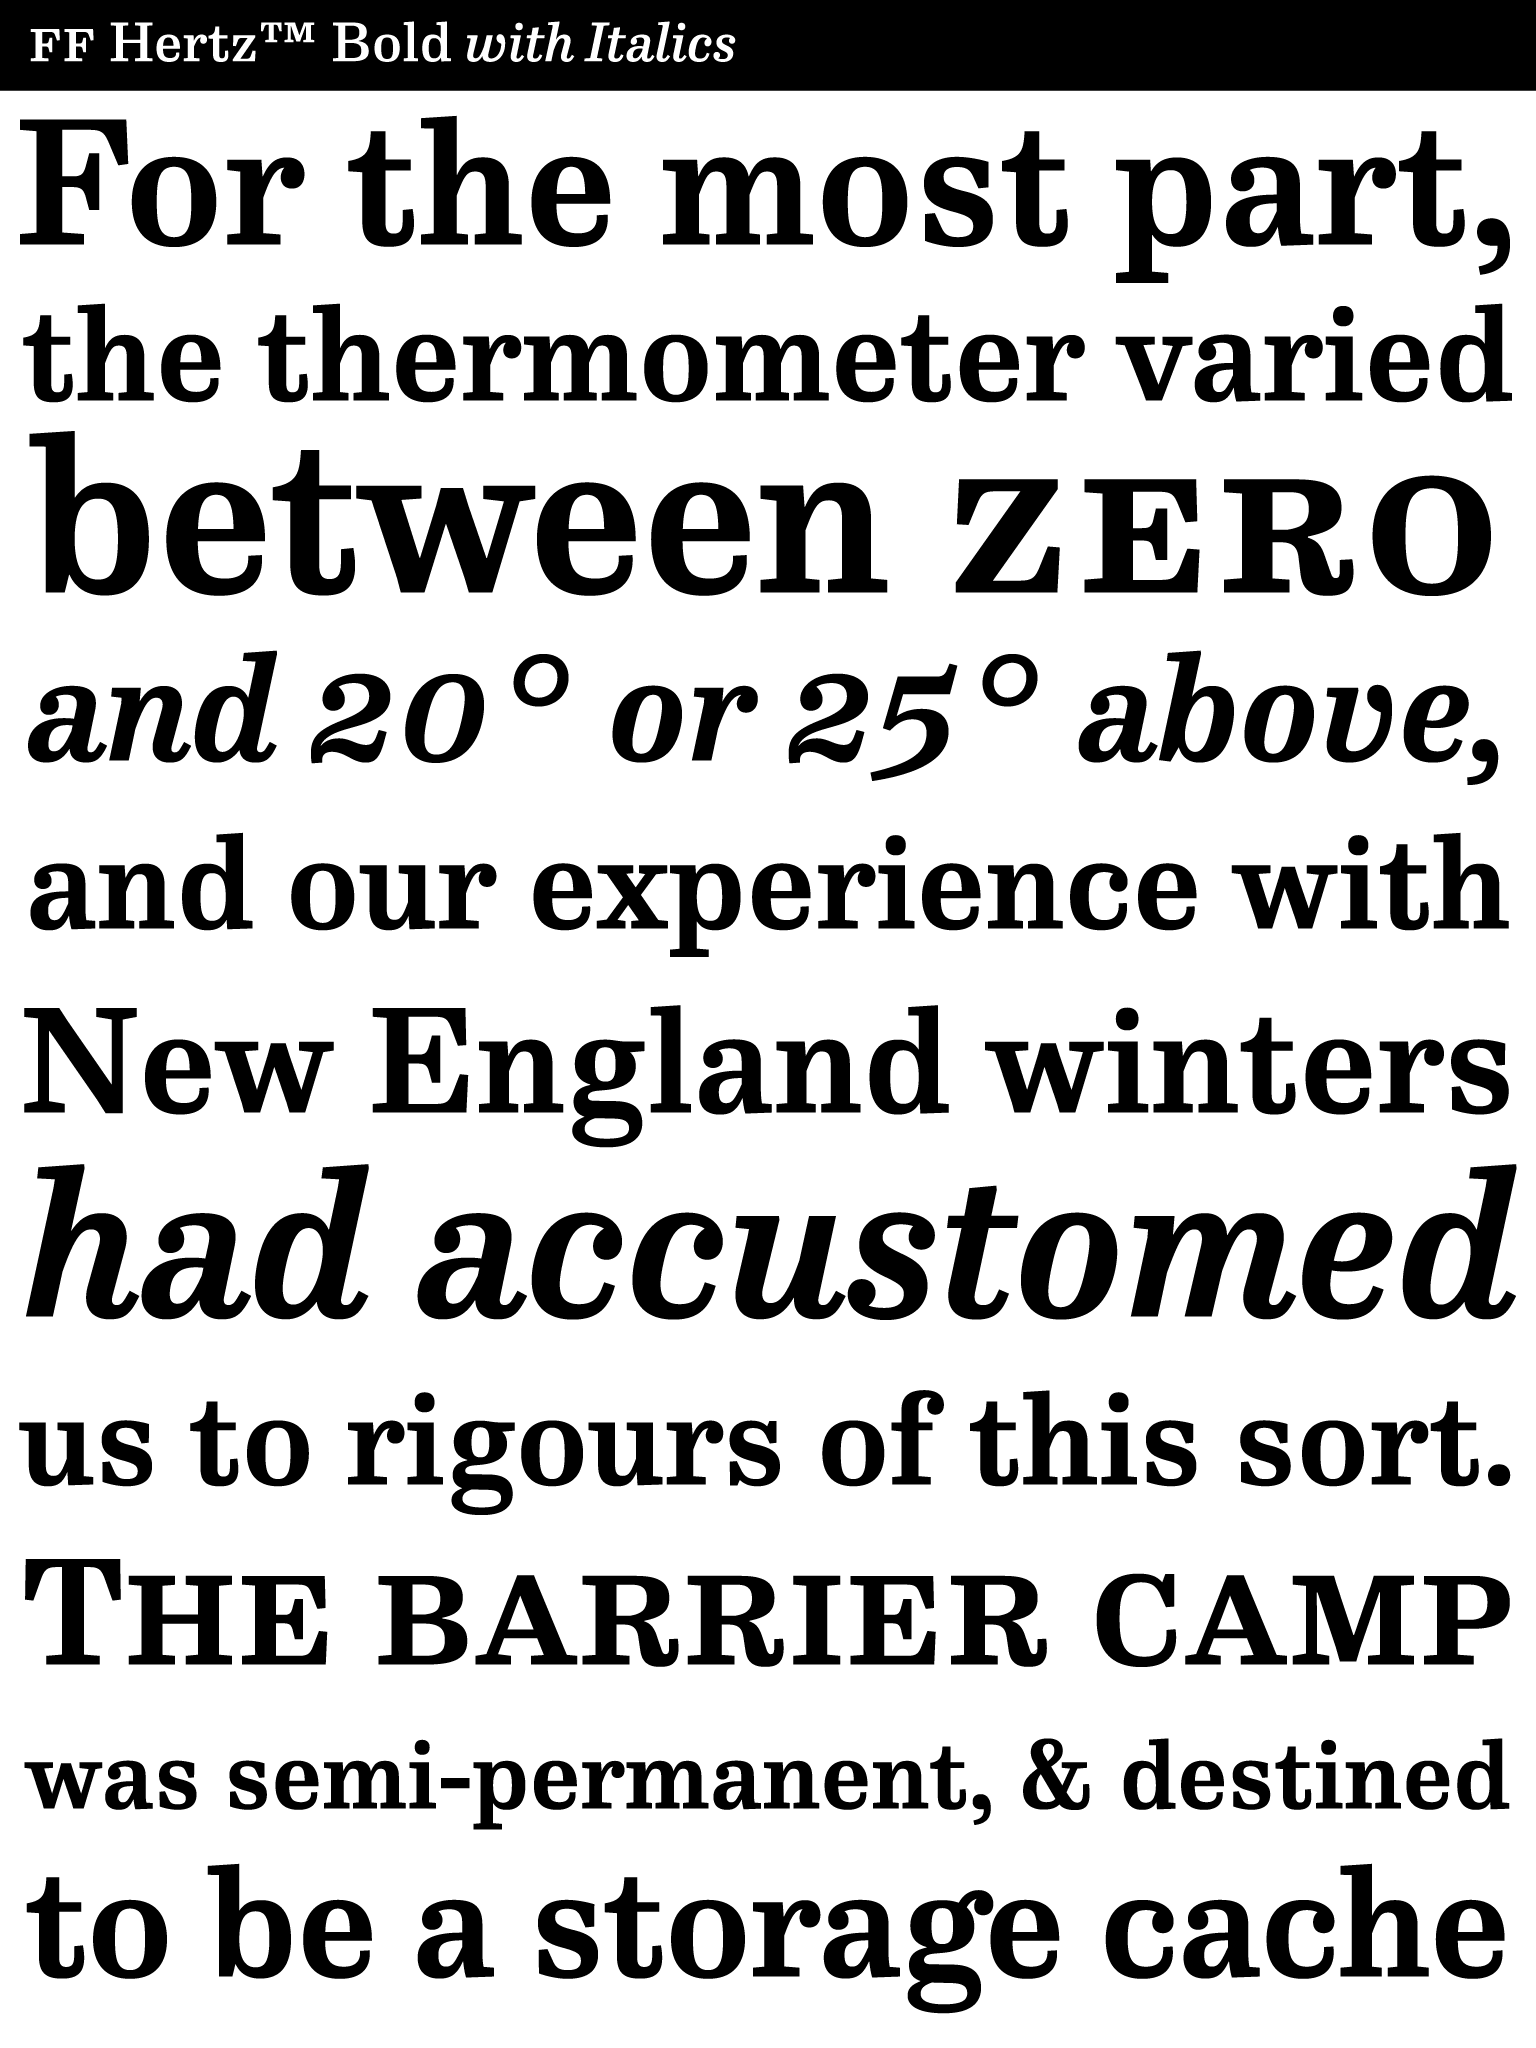 FF Hertz™ Bold with Italics
For the most part,
the thermometer varied
between ZERO
and 20° or 25° above,
and our experience with
New England winters
had accustomed
us to rigours of this sort.
THE BARRIER CAMP
was semi-permanent, & destined
to be a storage cache